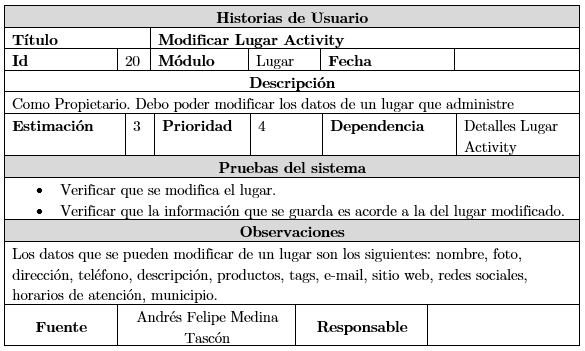 Historias de Usuario
Título Modificar Lugar Activity
Id 20 Módulo Lugar Fecha
Descripción
Como Propietario. Debo poder modificar los datos de un lugar que administre
Estimación 3 Prioridad 4 Dependencia Detalles Lugar
Activity
Pruebas del sistema
• Verificar que se modifica el lugar.
• Verificar que la información que se guarda es acorde a la del lugar modificado.
Observaciones
Los datos que se pueden modificar de un lugar son los siguientes: nombre, foto,
dirección, teléfono, descripción, productos, tags, e-mail, sitio web, redes sociales,
horarios de atención, municipio.
Fuente Andrés Felipe Medina Responsable
Tascón